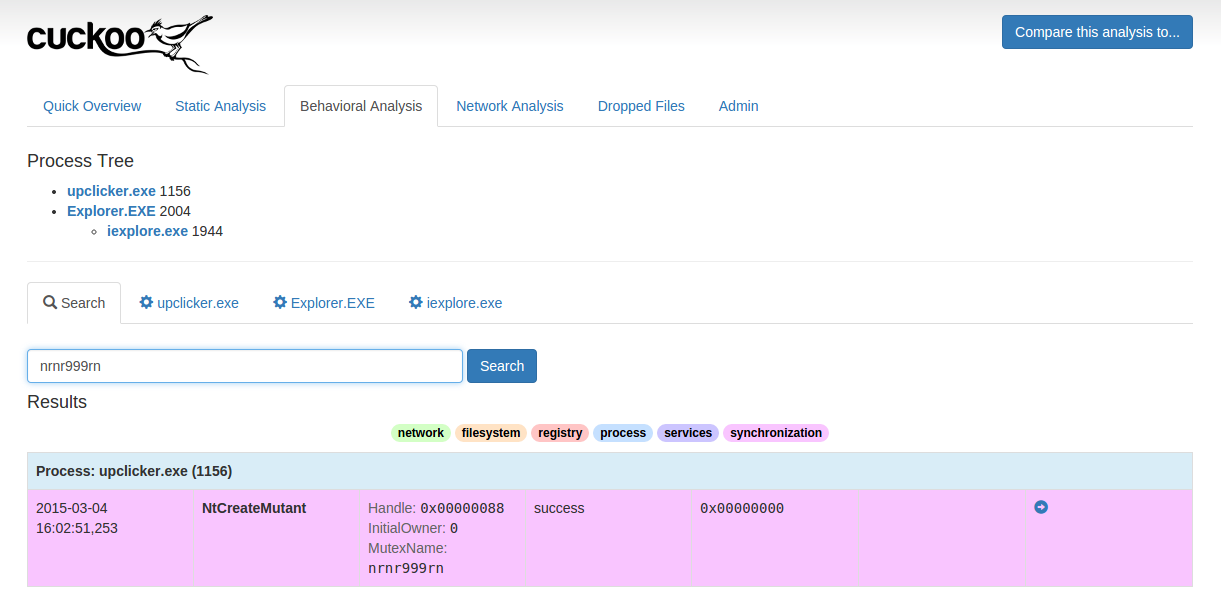 cuckoo
Compare this analysis to...
Quick Overview Static Analysis Behavioral Analysis Network Analysis Dropped Files Admin
Process Tree
upclicker.exe 1156
Explorer.EXE 2004
iexplore.exe 1944
Search upclicker.exe Explorer.EXE iexplore.exe
nrnr999rn Search
Results
network filesystem registry process services synchronization
Process: upclicker.exe (1156)
2015-03-04 NtCreateMutant Handle: 0x00000088 success 0x00000000
16:02:51,253 InitialOwner: 0
MutexName:
nrnr999rn